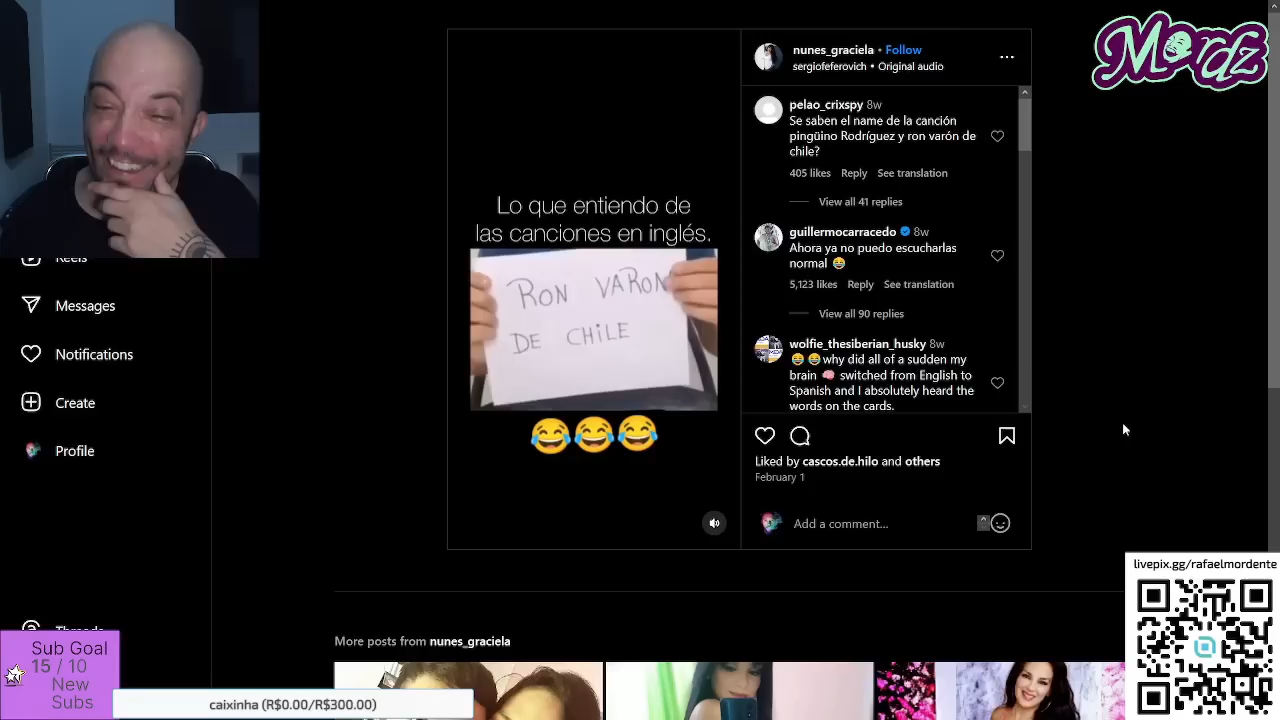 Mordz
nunes_graciela • Follow
sergioferovich • Original audio
pelao_crixspy 8w
Se saben el name de la canción
pingüino Rodríguez y ron varón de
chile?
405 likes Reply See translation
View all 41 replies
guillermocarracedo 8w
Ahora ya no puedo escucharlas
normal 😂
5,123 likes Reply See translation
View all 90 replies
wolfie_thesiberian_husky 8w
😂😂why did all of a sudden my
brain 🧠 switched from English to
Spanish and I absolutely heard the
words on the cards.
Liked by cascos.de.hilo and others
February 1
Add a comment...
Lo que entiendo de
las canciones en inglés.
RON VARON
DE CHILE
😂😂😂
Reels
Messages
Notifications
Create
Profile
Threads
More posts from nunes_graciela
Sub Goal
15 / 10
New
Subs
caixinha (R$0.00/R$300.00)
livepix.gg/rafaelmordente